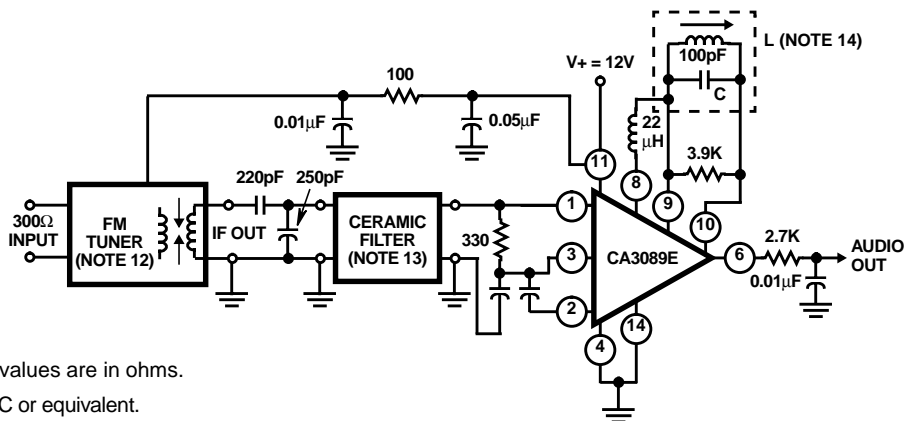 L (NOTE 14)
100pF
C
V+ = 12V
100
0.01µF
0.05µF
22
µH
3.9K
11
8
9
10
220pF
250pF
300Ω
INPUT
FM
TUNER
(NOTE 12)
IF OUT
CERAMIC
FILTER
(NOTE 13)
330
1
3
2
CA3089E
6
2.7K
AUDIO
OUT
0.01µF
4
14
values are in ohms.
C or equivalent.